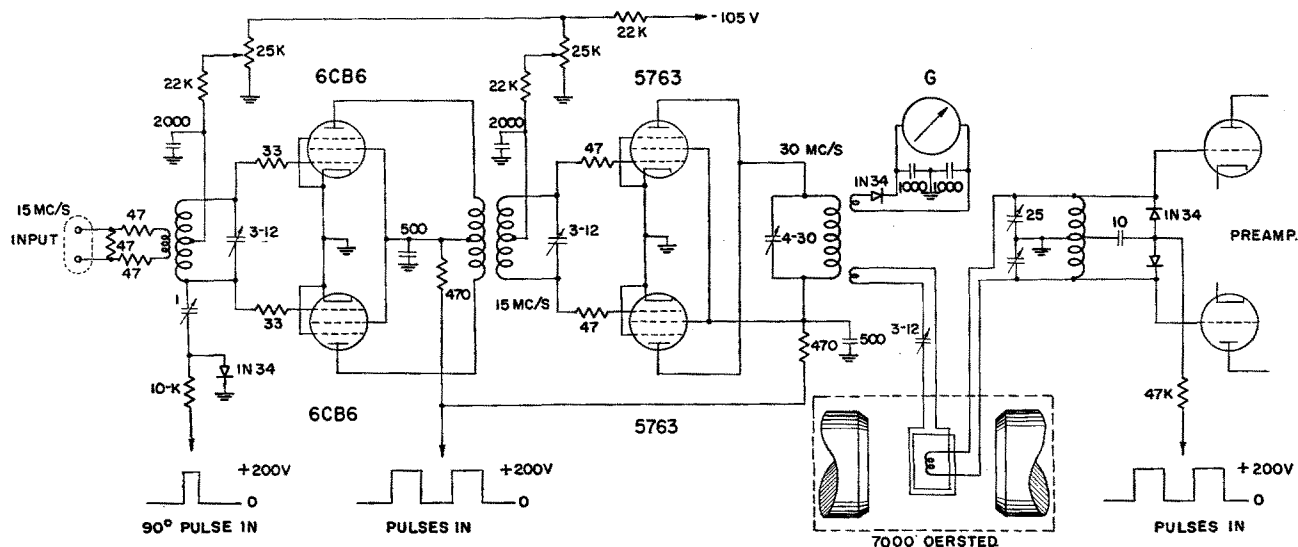 -105 V
22K
25K
25K
6CB6
5763
G
22K
22K
2000
2000
33
47
30 MC/S
1N34
1000
1000
15 MC/S
INPUT
47
47
47
3-12
500
3-12
4-30
25
10
1N34
PREAMP.
1
33
470
15 MC/S
47
3-12
470
500
1N34
10-K
6CB6
5763
47K
+200V
0
+200V
0
+200V
0
90° PULSE IN
PULSES IN
7000 OERSTED
PULSES IN